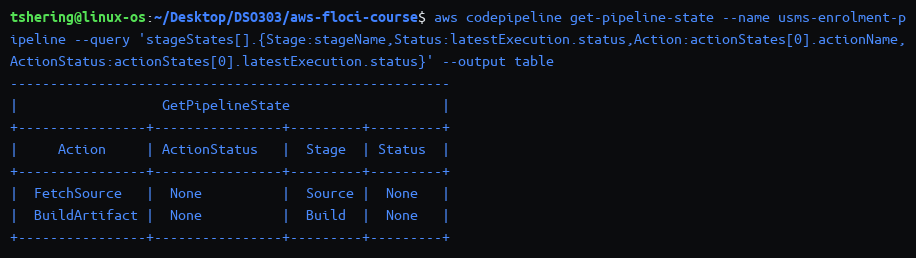 tshering@linux-os:~/Desktop/DSO303/aws-floci-course$ aws codepipeline get-pipeline-state --name usms-enrolment-p
ipeline --query 'stageStates[].{Stage:stageName,Status:latestExecution.status,Action:actionStates[0].actionName,
ActionStatus:actionStates[0].latestExecution.status}' --output table
------------------------------------------------------
|                  GetPipelineState                   |
+----------------+----------------+---------+---------+
|     Action     | ActionStatus   |  Stage  | Status  |
+----------------+----------------+---------+---------+
|  FetchSource   |  None          |  Source |  None   |
|  BuildArtifact |  None          |  Build  |  None   |
+----------------+----------------+---------+---------+